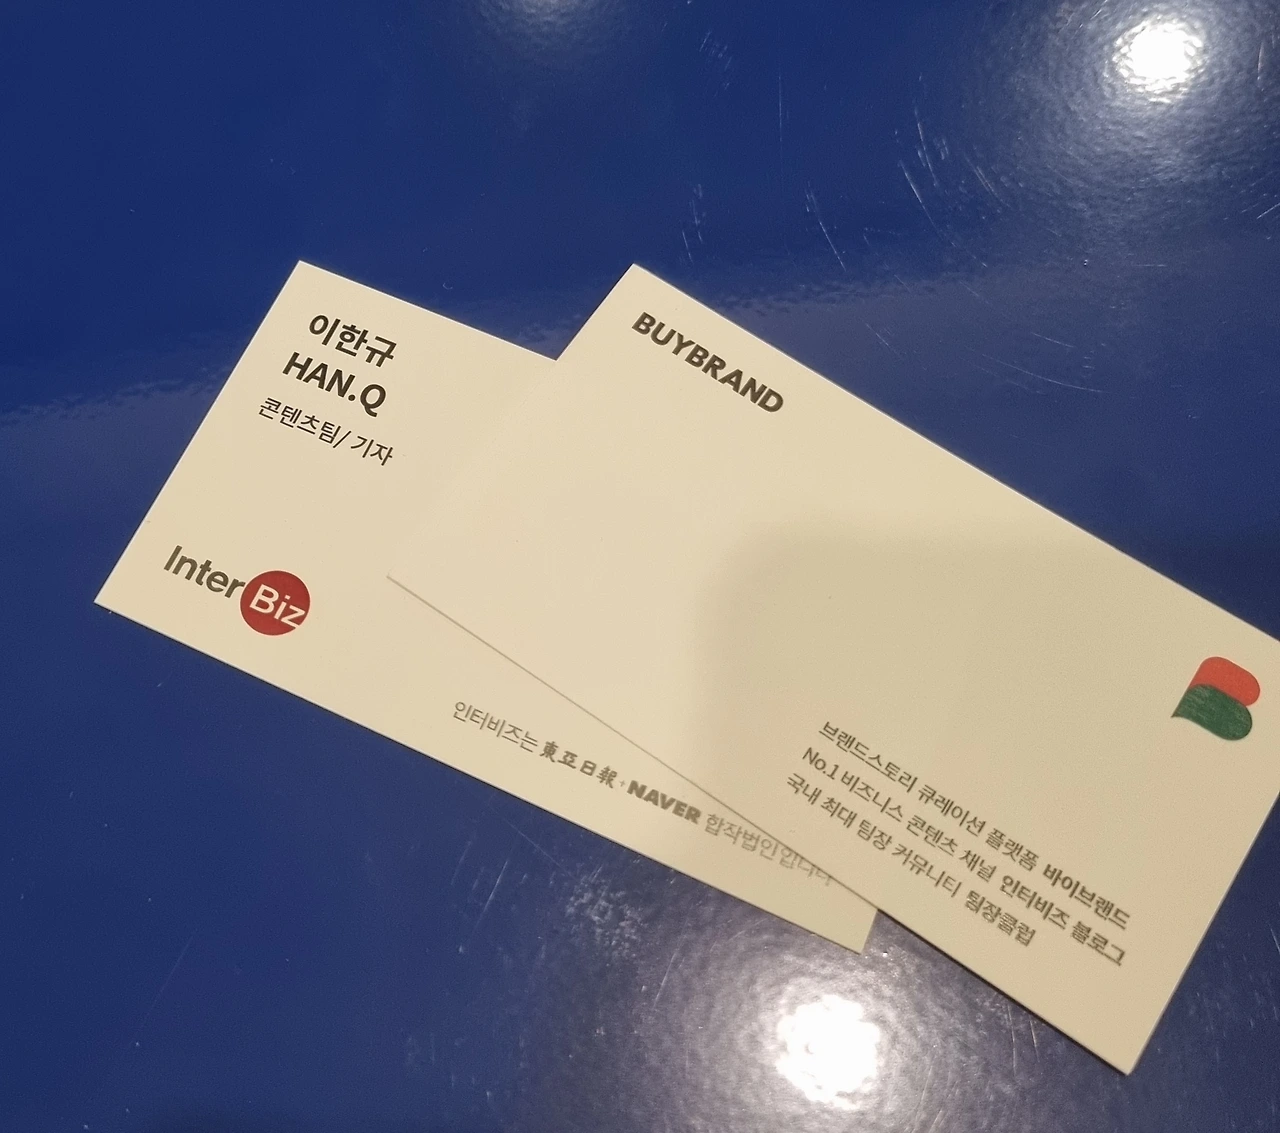 이한규
HAN.Q
콘텐츠팀/ 기자
InterBiz
인터비즈는 東亞日報 + NAVER 합작법인입니다
BUYBRAND
브랜드스토리 큐레이션 플랫폼 바이브랜드
No.1 비즈니스 콘텐츠 채널 인터비즈 블로그
국내 최대 팀장 커뮤니티 팀장클럽